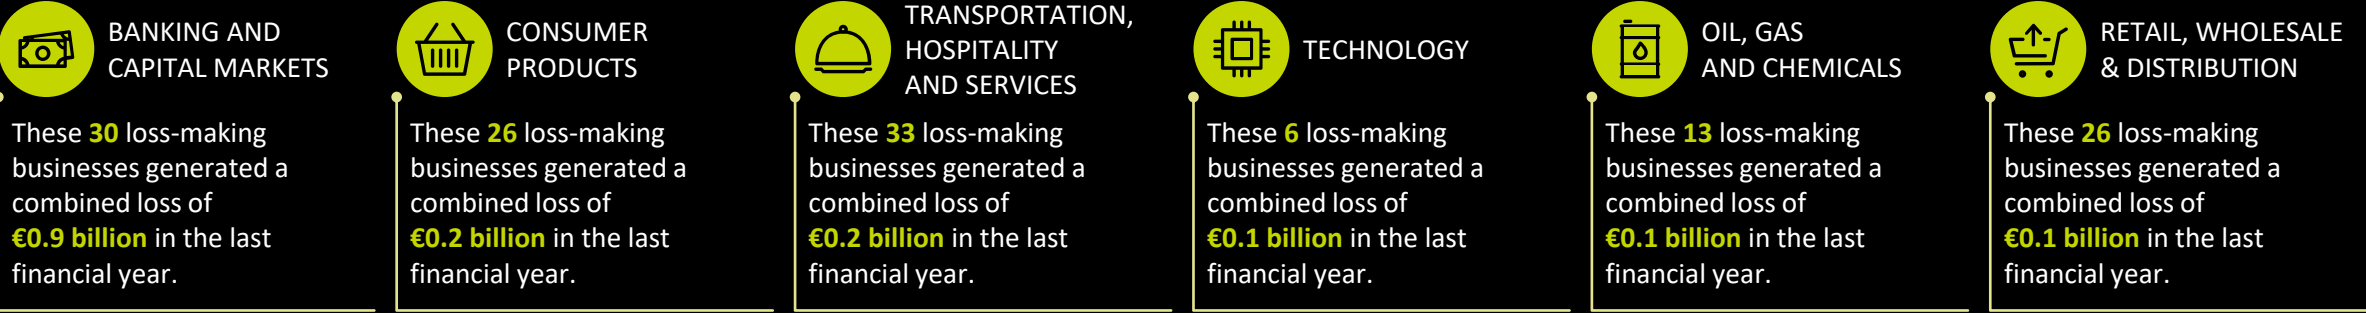 BANKING AND
CAPITAL MARKETS
These 30 loss-making
businesses generated a
combined loss of
€0.9 billion in the last
financial year.
CONSUMER
PRODUCTS
These 26 loss-making
businesses generated a
combined loss of
€0.2 billion in the last
financial year.
TRANSPORTATION,
HOSPITALITY
AND SERVICES
These 33 loss-making
businesses generated a
combined loss of
€0.2 billion in the last
financial year.
TECHNOLOGY
These 6 loss-making
businesses generated a
combined loss of
€0.1 billion in the last
financial year.
OIL, GAS
AND CHEMICALS
These 13 loss-making
businesses generated a
combined loss of
€0.1 billion in the last
financial year.
RETAIL, WHOLESALE
& DISTRIBUTION
These 26 loss-making
businesses generated a
combined loss of
€0.1 billion in the last
financial year.